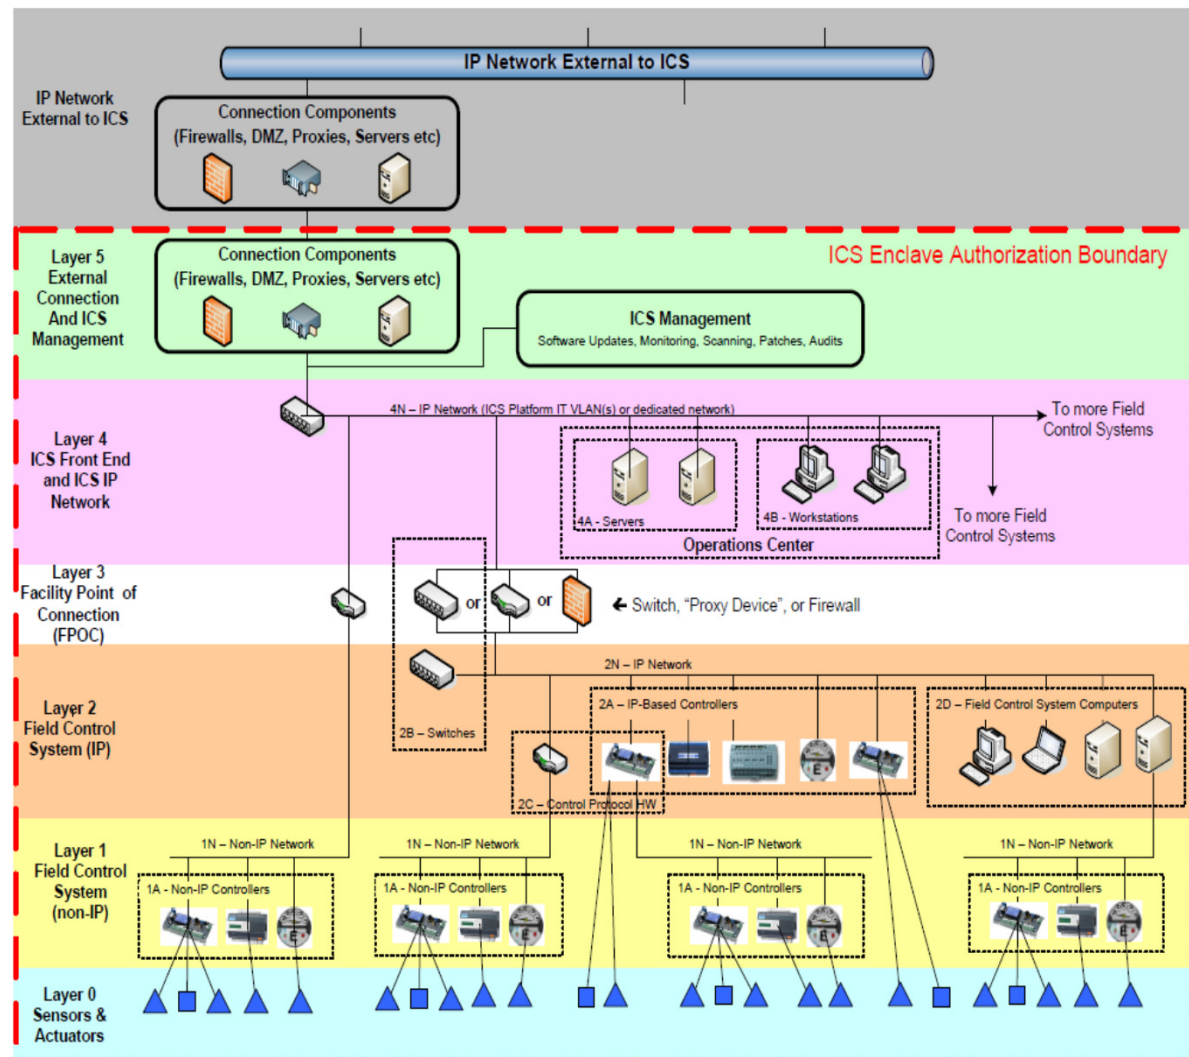 IP Network External to ICS
IP Network
External to ICS
Connection Components
(Firewalls, DMZ, Proxies, Servers etc)
Layer 5
External
Connection
And ICS
Management
Connection Components
(Firewalls, DMZ, Proxies, Servers etc)
ICS Enclave Authorization Boundary
ICS Management
Software Updates, Monitoring, Scanning, Patches, Audits
Layer 4
ICS Front End
and ICS IP
Network
4N – IP Network (ICS Platform IT VLAN(s) or dedicated network)
To more Field
Control Systems
4A - Servers
4B - Workstations
Operations Center
To more Field
Control Systems
Layer 3
Facility Point of
Connection
(FPOC)
or
or
← Switch, “Proxy Device”, or Firewall
Layer 2
Field Control
System (IP)
2N – IP Network
2B – Switches
2A – IP-Based Controllers
2D – Field Control System Computers
E
2C – Control Protocol HW
Layer 1
Field Control
System
(non-IP)
1N – Non-IP Network
1N – Non-IP Network
1N – Non-IP Network
1N – Non-IP Network
1A - Non-IP Controllers
1A - Non-IP Controllers
1A - Non-IP Controllers
1A - Non-IP Controllers
E
E
E
E
Layer 0
Sensors &
Actuators